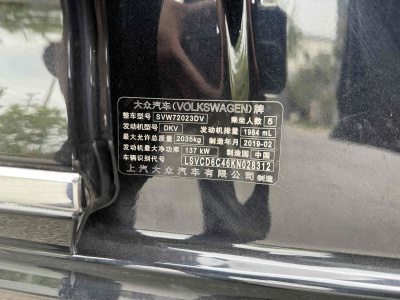 大众汽车(VOLKSWAGEN)牌
整车型号 SVW72023DV 乘坐人数 5
发动机型号 DKV 发动机排量 1984 mL
最大允许总质量 2035kg 制造年月 2019-02
发动机最大净功率 137 kW 制造国 中国
车辆识别代号 LSVCD6C46KN028312
上汽大众汽车有限公司 制造